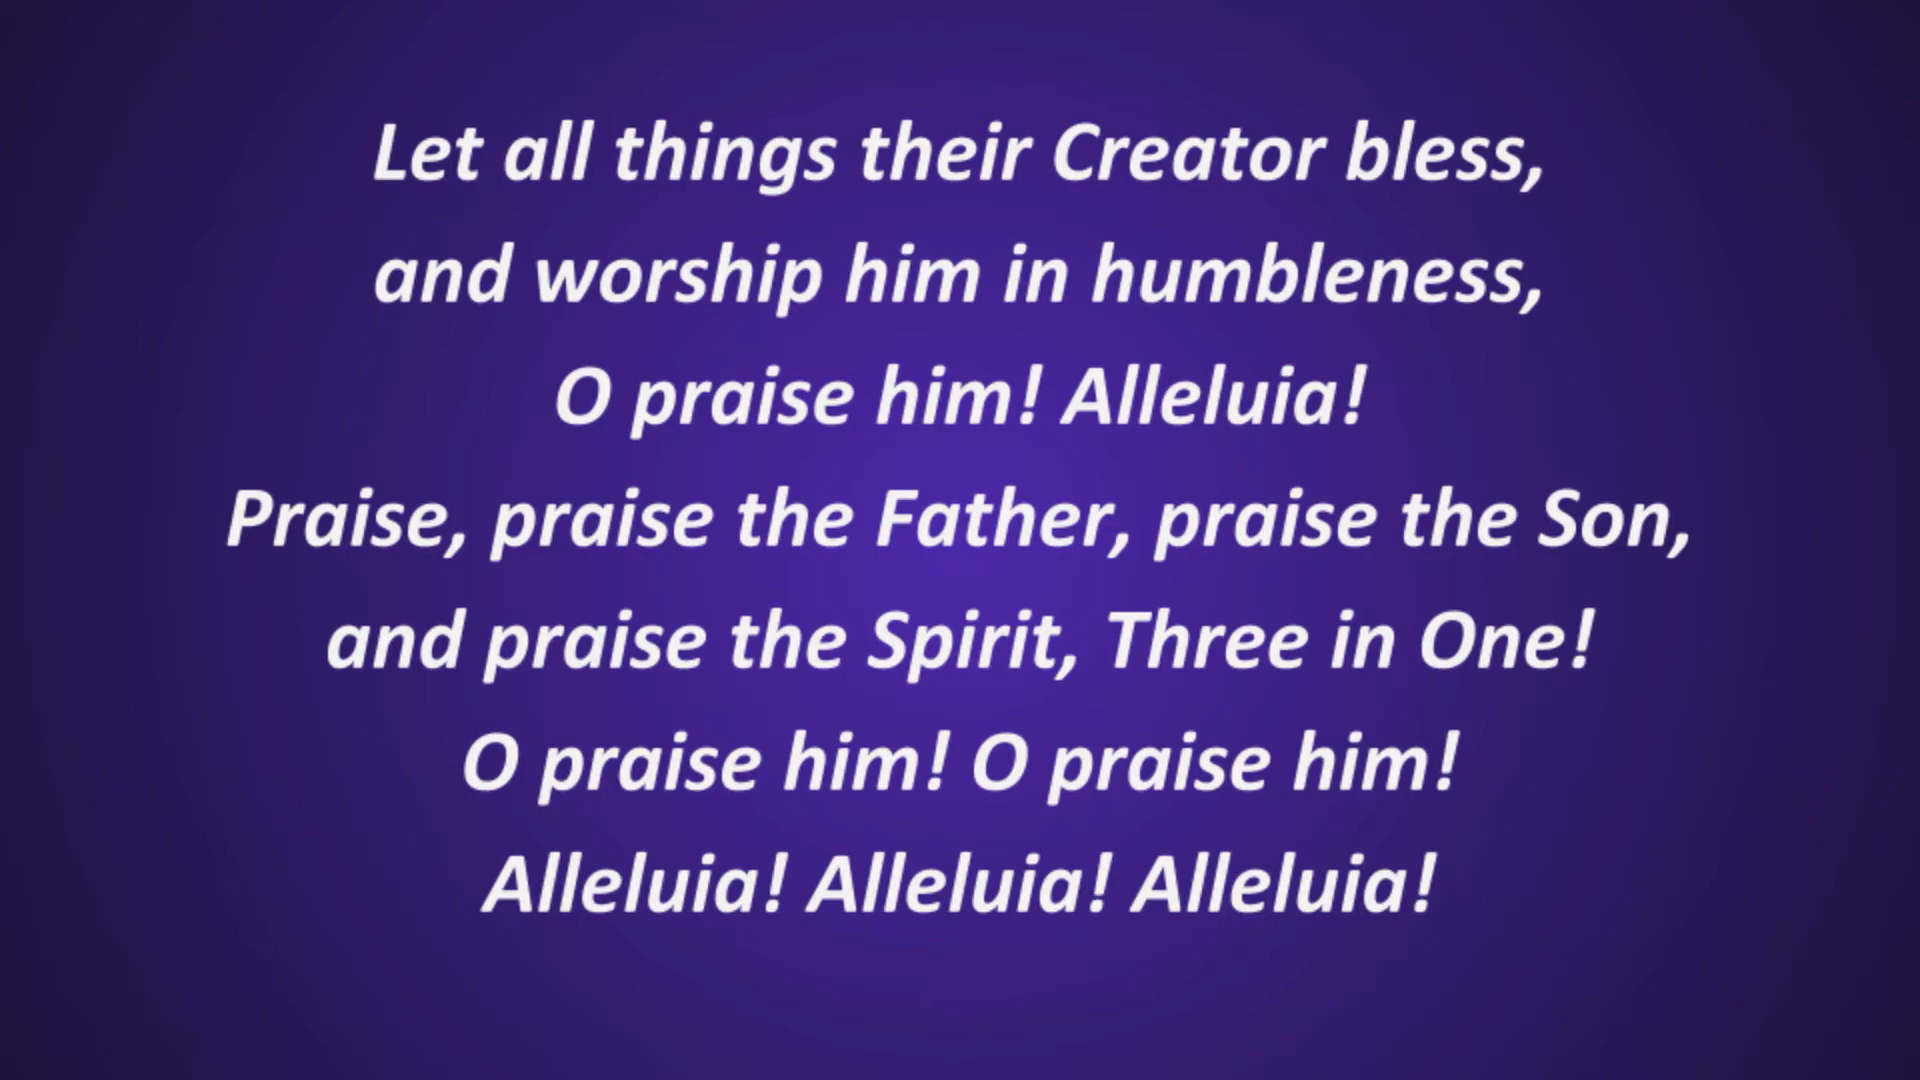 Let all things their Creator bless,
and worship him in humbleness,
O praise him! Alleluia!
Praise, praise the Father, praise the Son,
and praise the Spirit, Three in One!
O praise him! O praise him!
Alleluia! Alleluia! Alleluia!